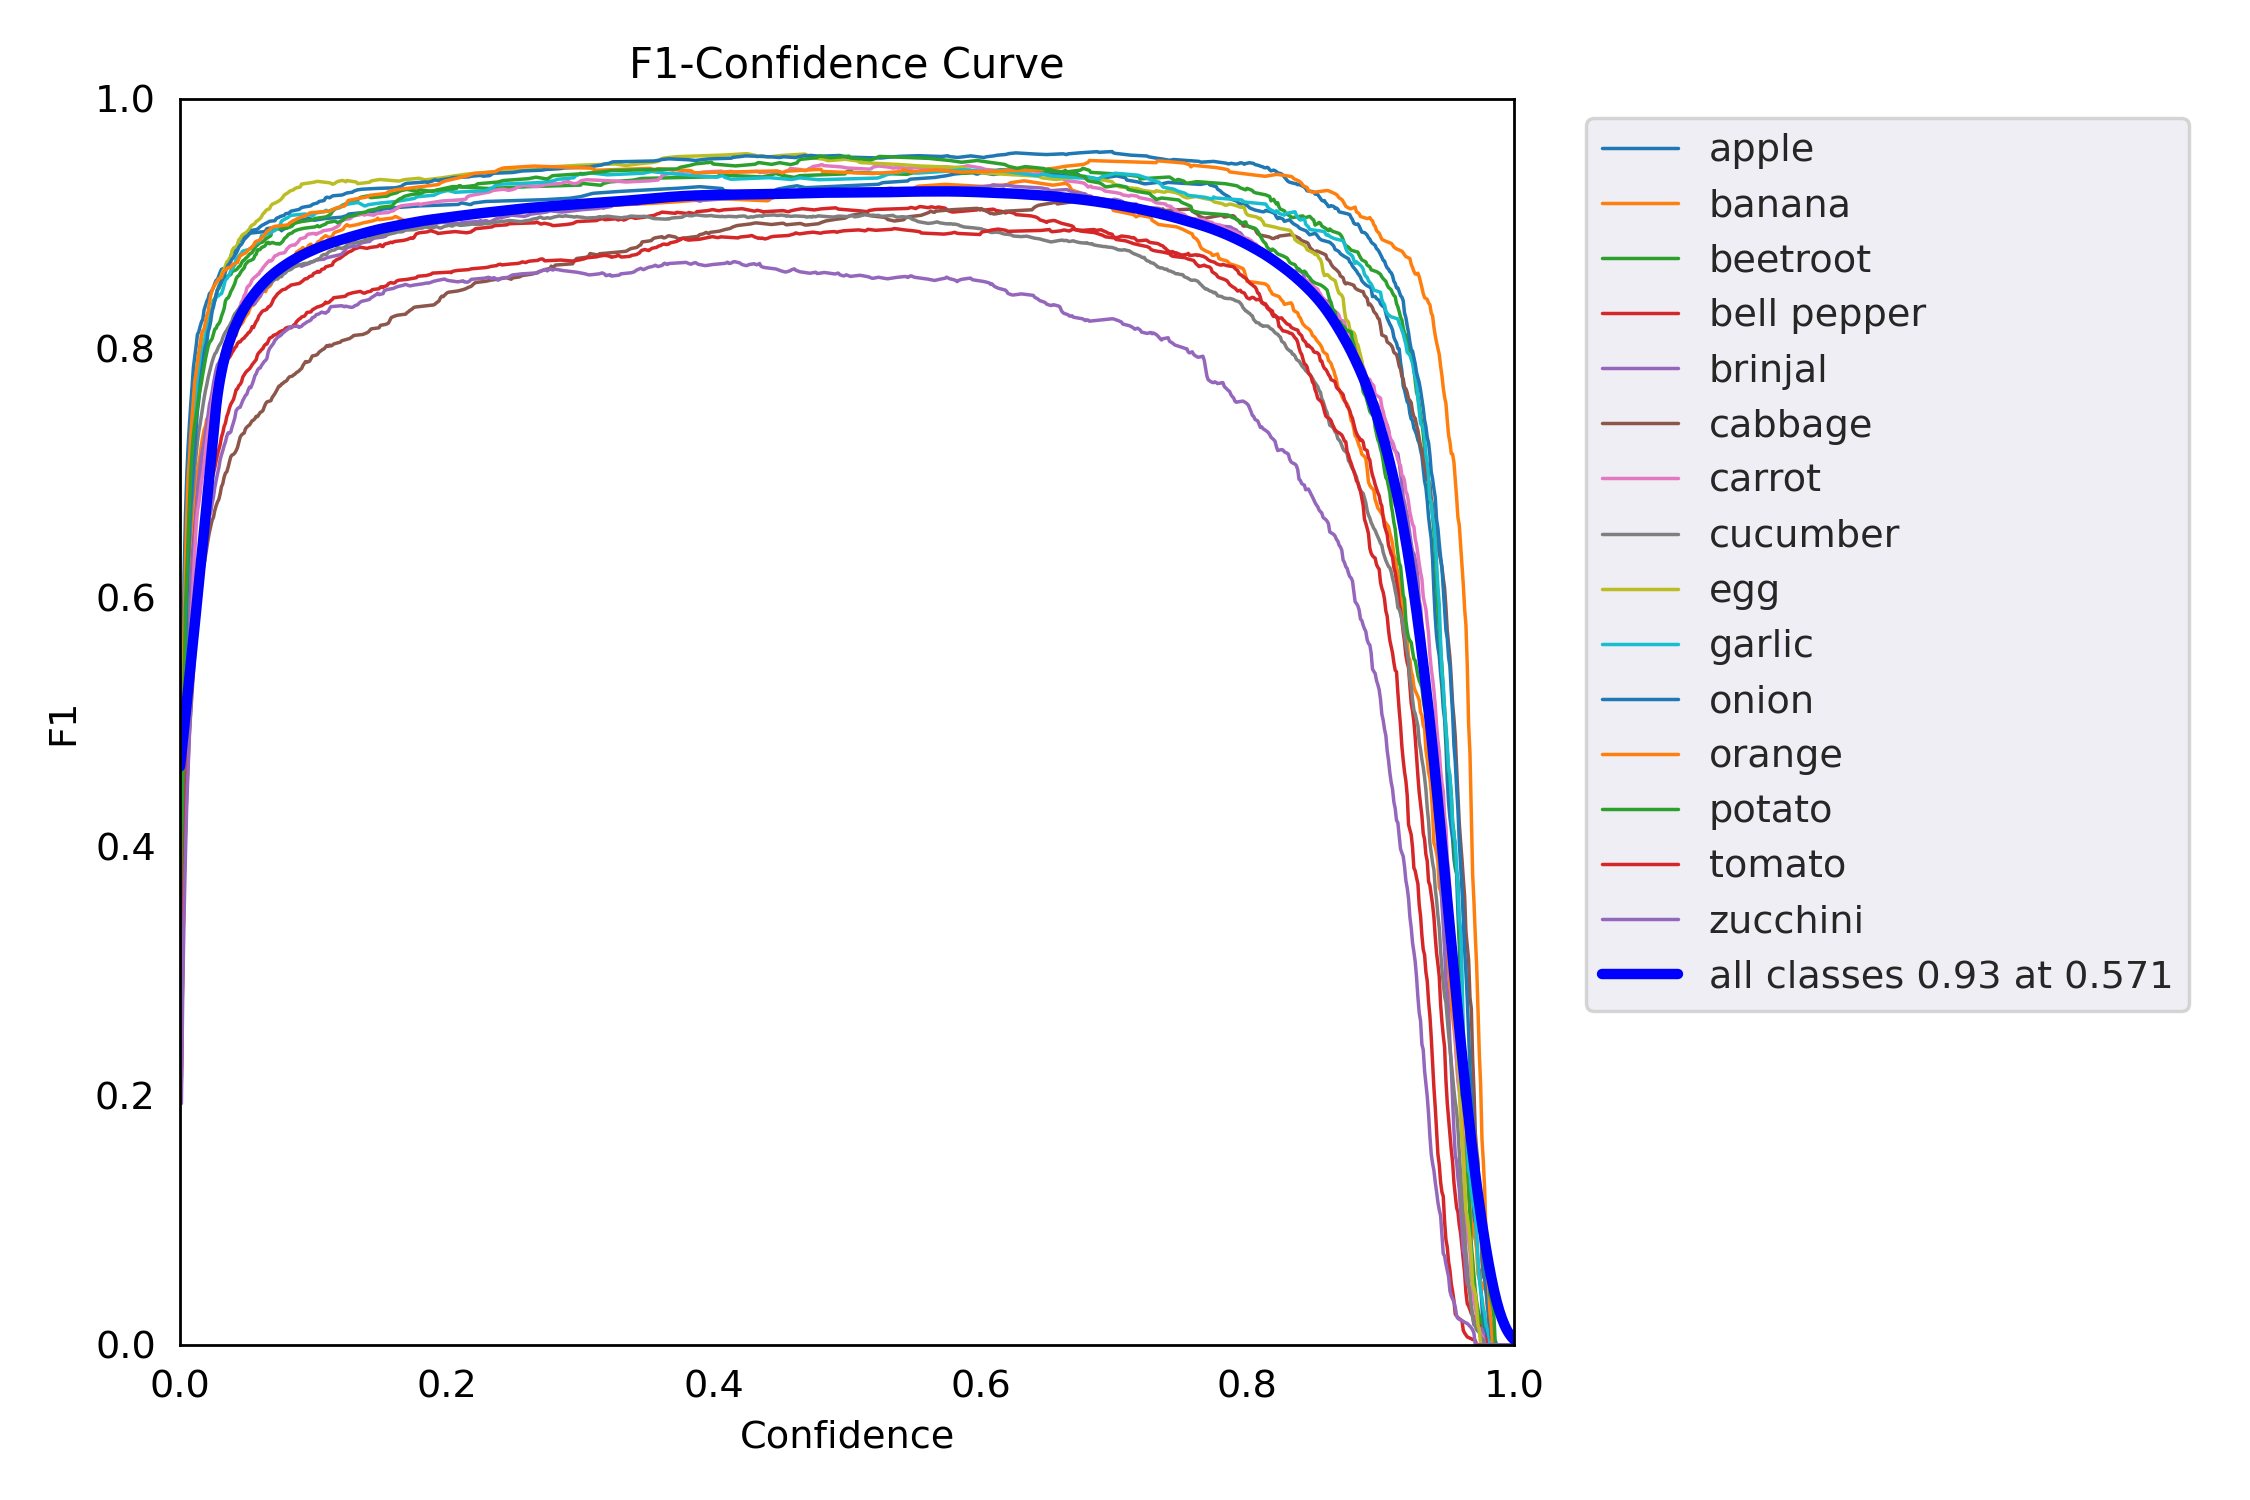 F1-Confidence Curve
1.0
0.8
0.6
0.4
0.2
0.0
F1
0.0 0.2 0.4 0.6 0.8 1.0
Confidence
apple
banana
beetroot
bell pepper
brinjal
cabbage
carrot
cucumber
egg
garlic
onion
orange
potato
tomato
zucchini
all classes 0.93 at 0.571